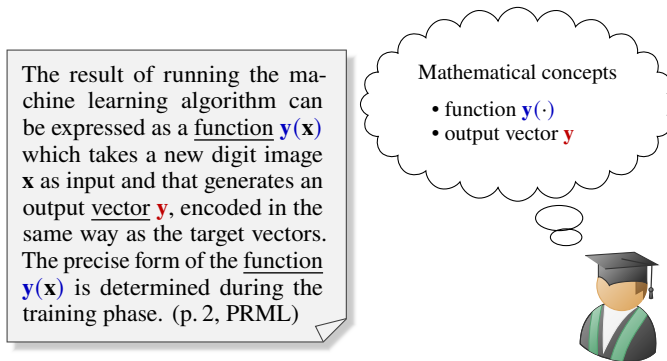 The result of running the ma-
chine learning algorithm can
be expressed as a function y(x)
which takes a new digit image
x as input and that generates an
output vector y, encoded in the
same way as the target vectors.
The precise form of the function
y(x) is determined during the
training phase. (p. 2, PRML)
Mathematical concepts
• function y(·)
• output vector y